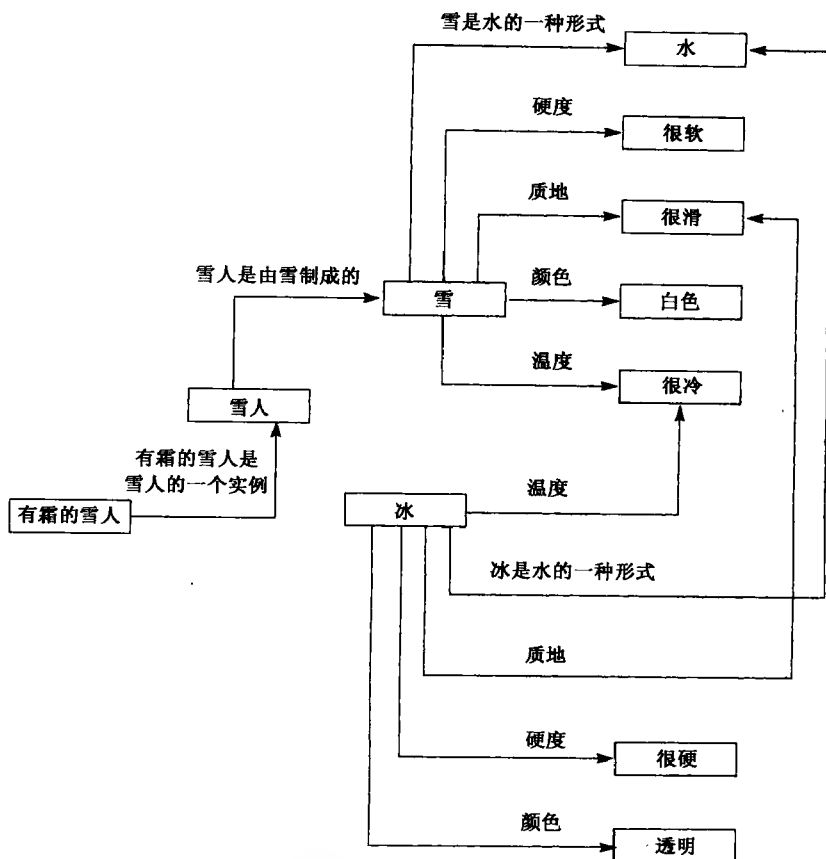 雪是水的一种形式
水
硬度
很软
质地
很滑
雪人是由雪制成的
雪
颜色
白色
温度
很冷
雪人
有霜的雪人是
雪人的一个实例
有霜的雪人
冰
温度
冰是水的一种形式
质地
硬度
很硬
颜色
透明